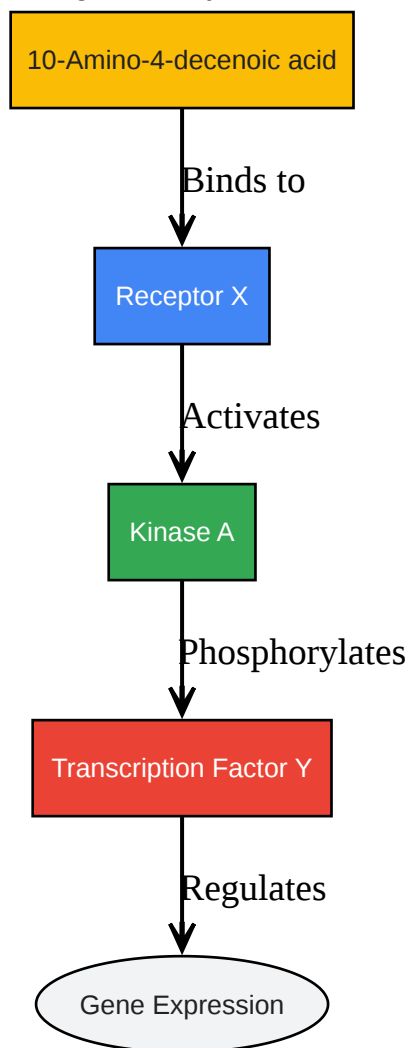 10-Amino-4-decenoic acid
Binds to
Receptor X
Activates
Kinase A
Phosphorylates
Transcription Factor Y
Regulates
Gene Expression